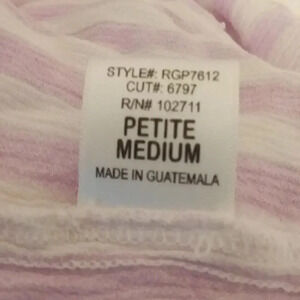 STYLE#: RGP7612
CUT#: 6797
R/N# 102711
PETITE
MEDIUM
MADE IN GUATEMALA